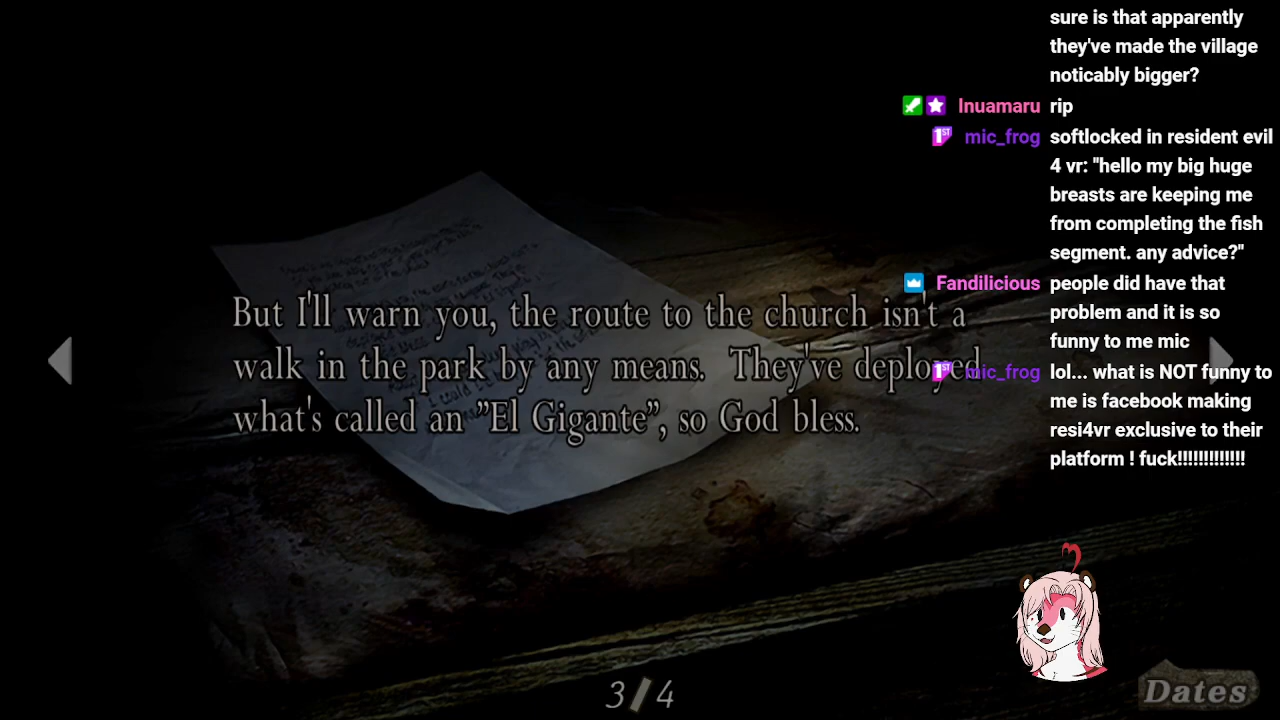 But I'll warn you, the route to the church isn't a
walk in the park by any means. They've deployed
what's called an ”El Gigante”, so God bless.
3/4
Dates
sure is that apparently
they've made the village
noticably bigger?
Inuamaru rip
mic_frog softlocked in resident evil
4 vr: "hello my big huge
breasts are keeping me
from completing the fish
segment. any advice?"
Fandilicious people did have that
problem and it is so
funny to me mic
1ST mic_frog lol... what is NOT funny to
me is facebook making
resi4vr exclusive to their
platform ! fuck!!!!!!!!!!!!!